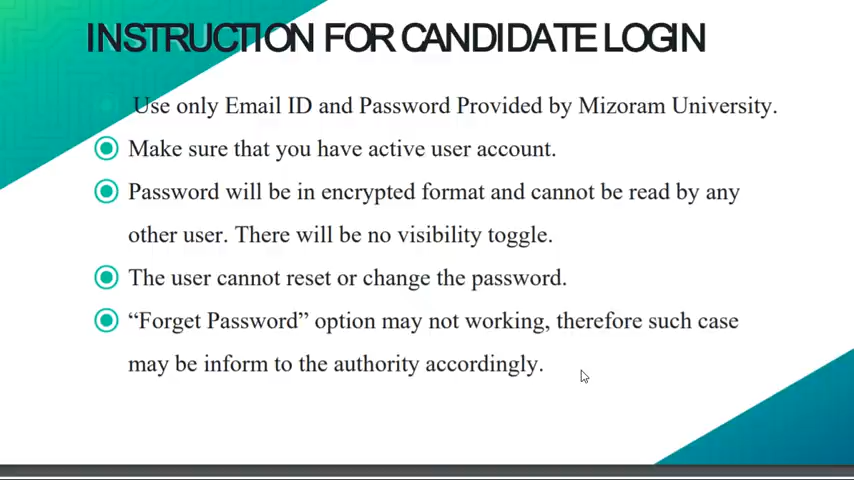 INSTRUCTION FOR CANDIDATE LOGIN
Use only Email ID and Password Provided by Mizoram University.
Make sure that you have active user account.
Password will be in encrypted format and cannot be read by any
other user. There will be no visibility toggle.
The user cannot reset or change the password.
“Forget Password” option may not working, therefore such case
may be inform to the authority accordingly.